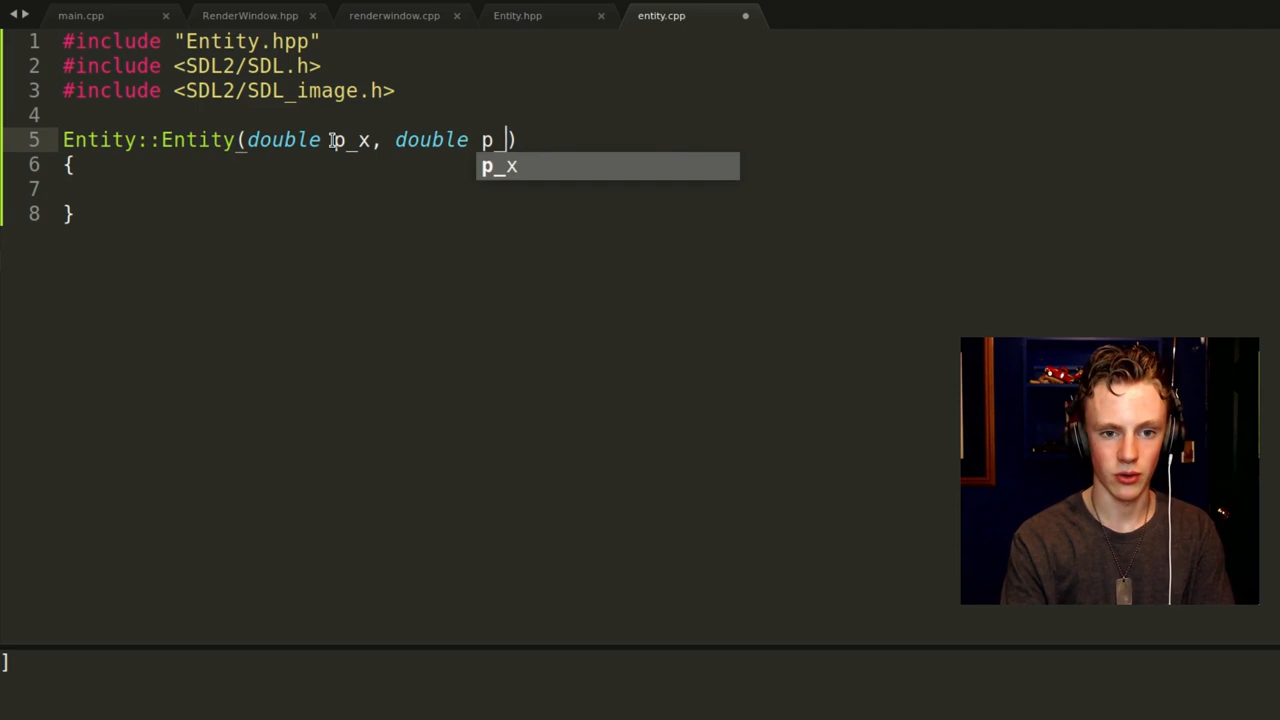 main.cpp × RenderWindow.hpp × renderwindow.cpp × Entity.hpp × entity.cpp
1 #include "Entity.hpp"
2 #include <SDL2/SDL.h>
3 #include <SDL2/SDL_image.h>
4
5 Entity::Entity(double p_x, double p_)
6 {
p_x
7
8 }
]